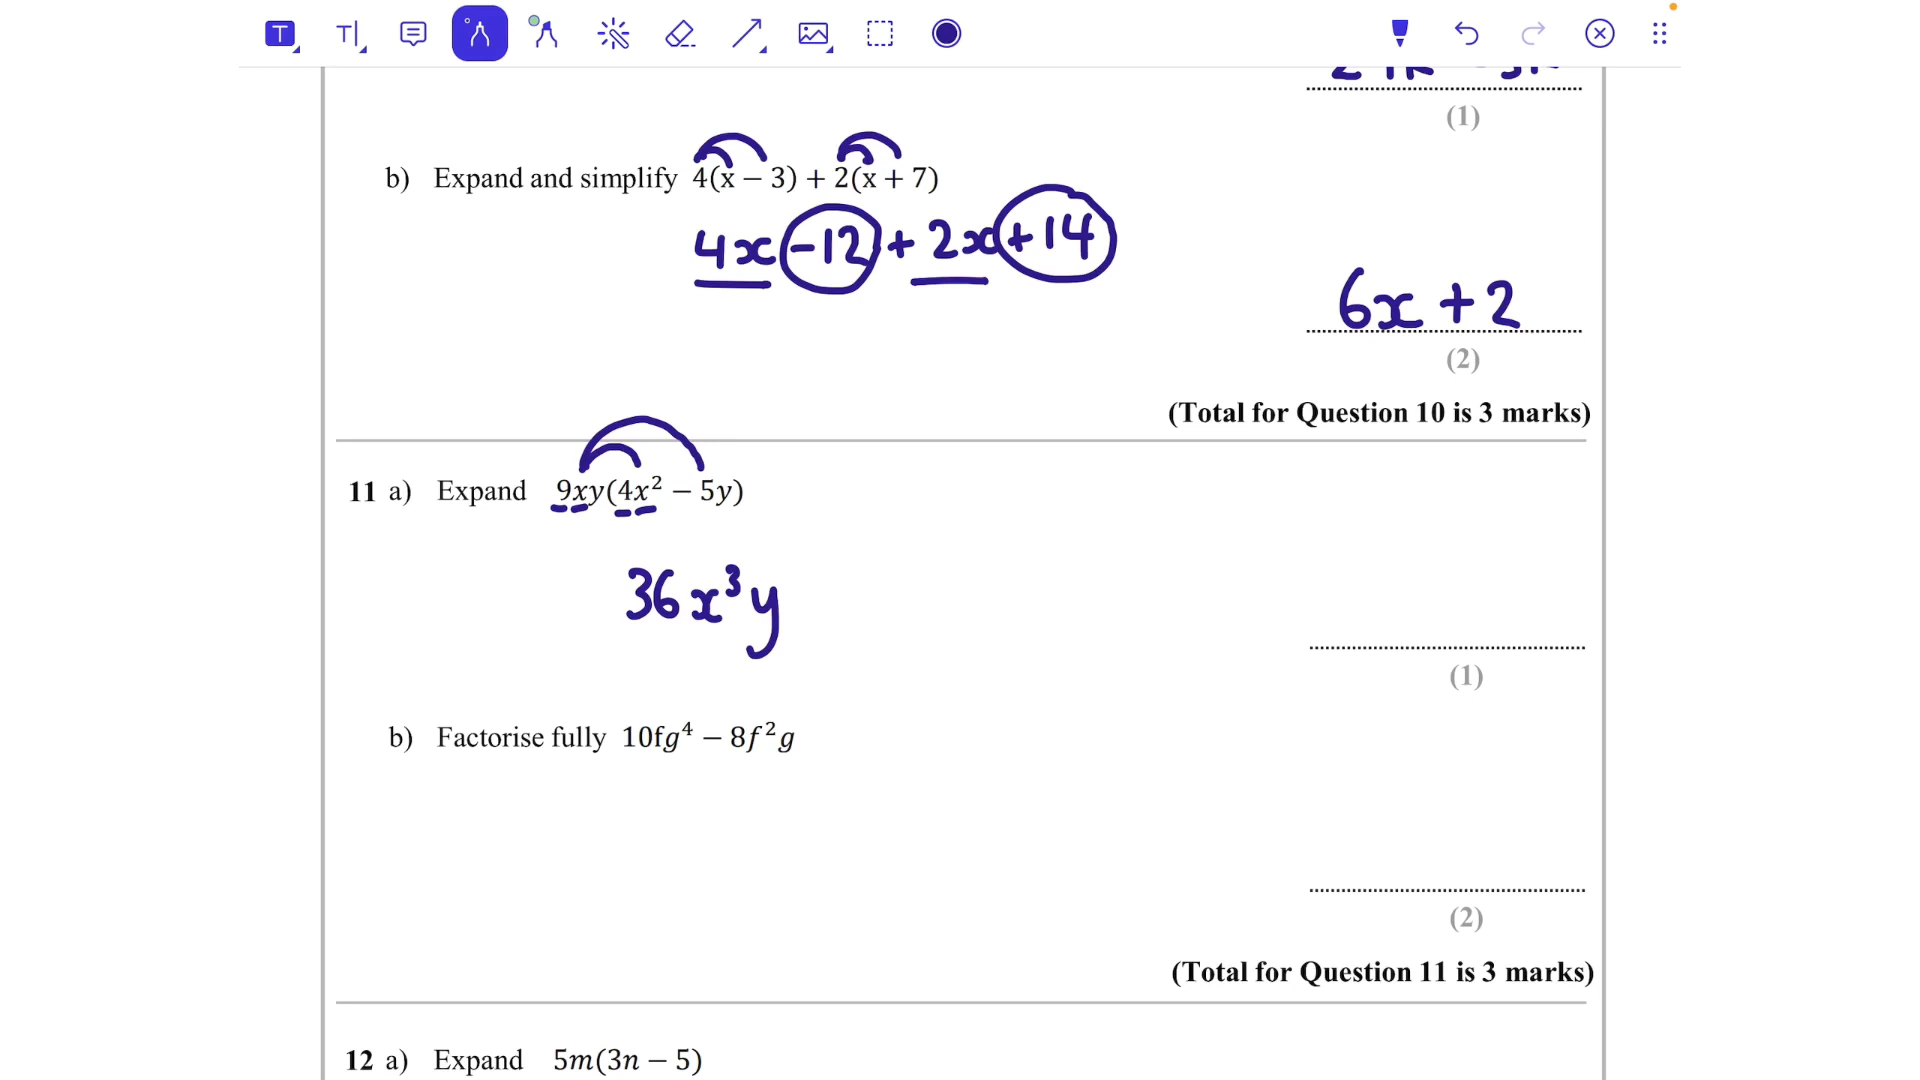 (1)
b) Expand and simplify 4(x − 3) + 2(x + 7)
4x −12 + 2x +14
6x + 2
(2)
(Total for Question 10 is 3 marks)
11 a) Expand 9xy(4x² − 5y)
36x³y
(1)
b) Factorise fully 10fg⁴ − 8f²g
(2)
(Total for Question 11 is 3 marks)
12 a) Expand 5m(3n − 5)